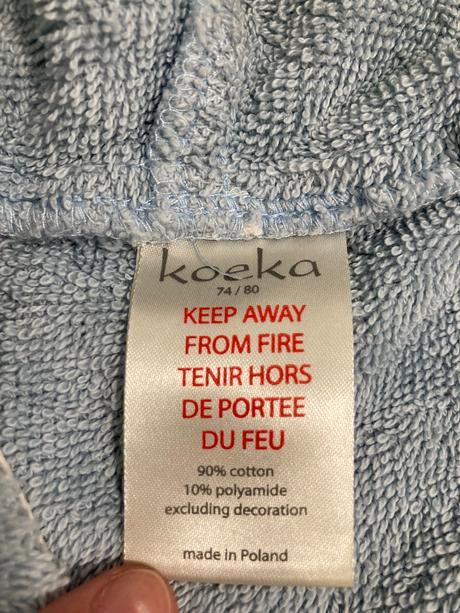 koeka
74 / 80
KEEP AWAY
FROM FIRE
TENIR HORS
DE PORTEE
DU FEU
90% cotton
10% polyamide
excluding decoration
made in Poland